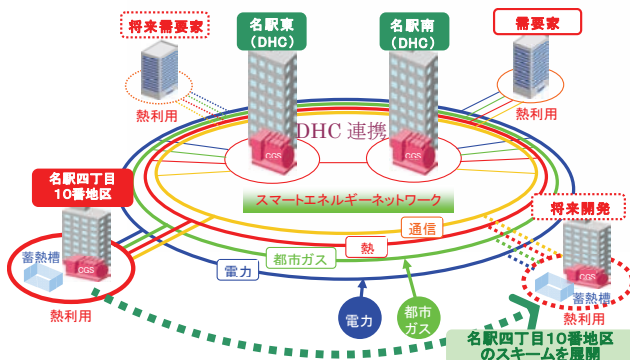 将来需要家
名駅東
(DHC)
名駅南
(DHC)
需要家
熱利用
熱利用
DHC 連携
CGS
CGS
名駅四丁目
10番地区
スマートエネルギーネットワーク
将来開発
通信
熱
都市ガス
電力
蓄熱槽
CGS
熱利用
CGS
蓄熱槽
熱利用
電力
都市
ガス
名駅四丁目10番地区
のスキームを展開